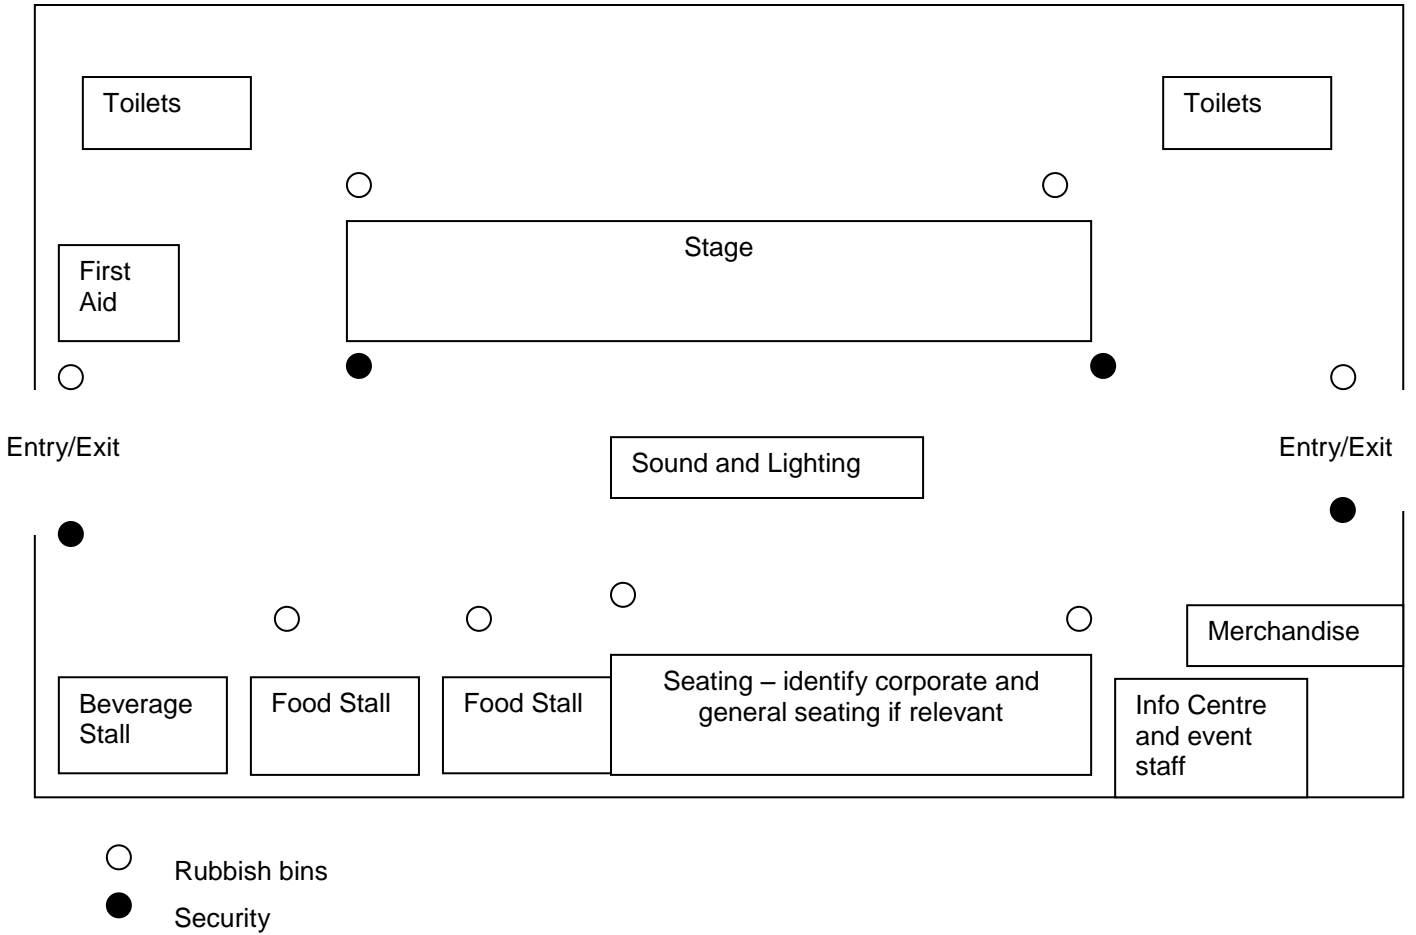 Toilets
Toilets
Stage
First
Aid
Entry/Exit
Entry/Exit
Sound and Lighting
Merchandise
Beverage
Stall
Food Stall
Food Stall
Seating – identify corporate and
general seating if relevant
Info Centre
and event
staff
Rubbish bins
Security